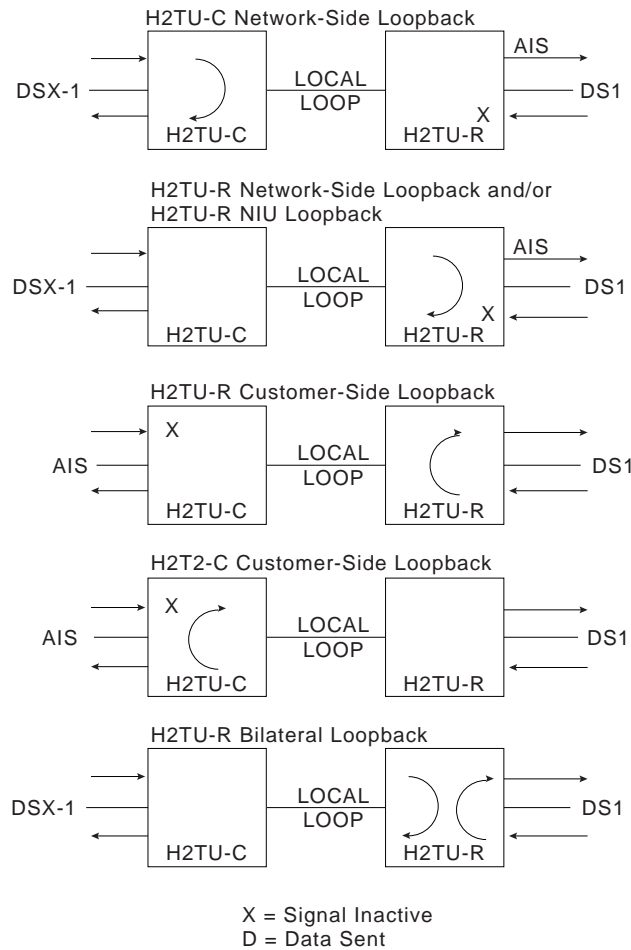 H2TU-C Network-Side Loopback
AIS
DSX-1
LOCAL
LOOP
DS1
X
H2TU-C
H2TU-R
H2TU-R Network-Side Loopback and/or
H2TU-R NIU Loopback
AIS
DSX-1
LOCAL
LOOP
DS1
X
H2TU-C
H2TU-R
H2TU-R Customer-Side Loopback
X
AIS
LOCAL
LOOP
DS1
H2TU-C
H2TU-R
H2T2-C Customer-Side Loopback
X
AIS
LOCAL
LOOP
DS1
H2TU-C
H2TU-R
H2TU-R Bilateral Loopback
DSX-1
LOCAL
LOOP
DS1
H2TU-C
H2TU-R
X = Signal Inactive
D = Data Sent